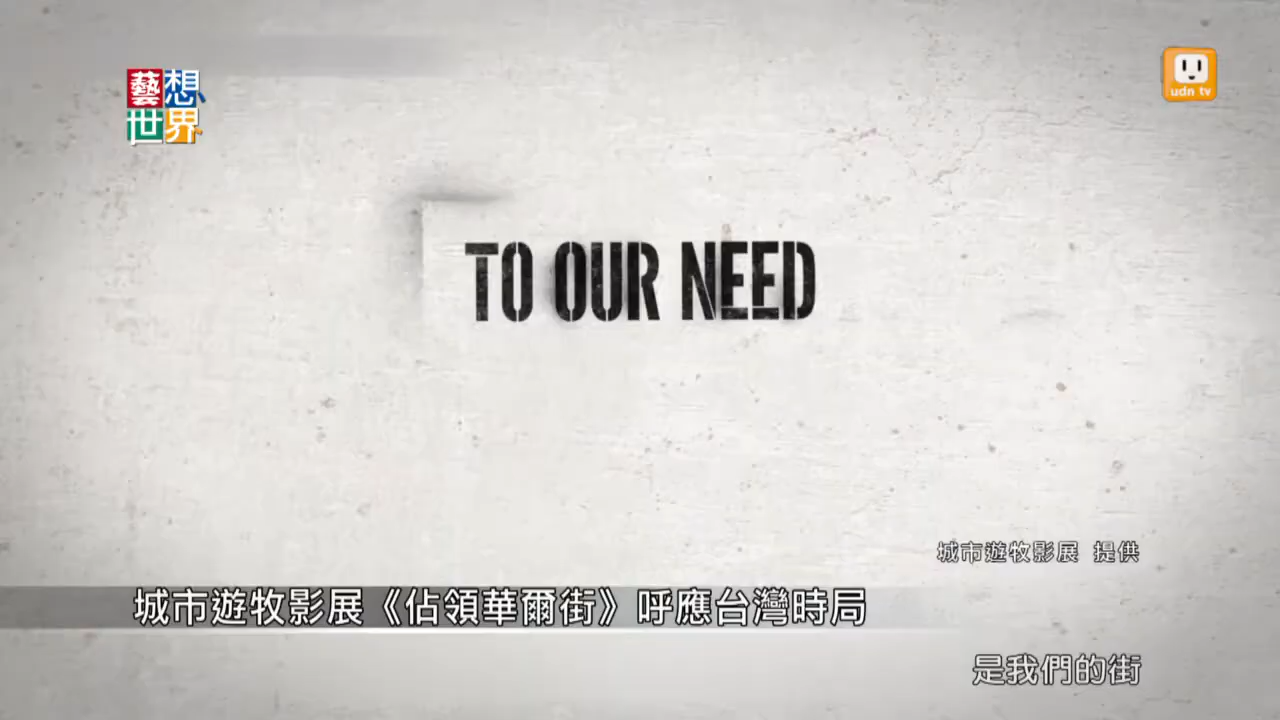 藝想
世界
udn tv
TO OUR NEED
城市遊牧影展 提供
城市遊牧影展《佔領華爾街》呼應台灣時局
是我們的街